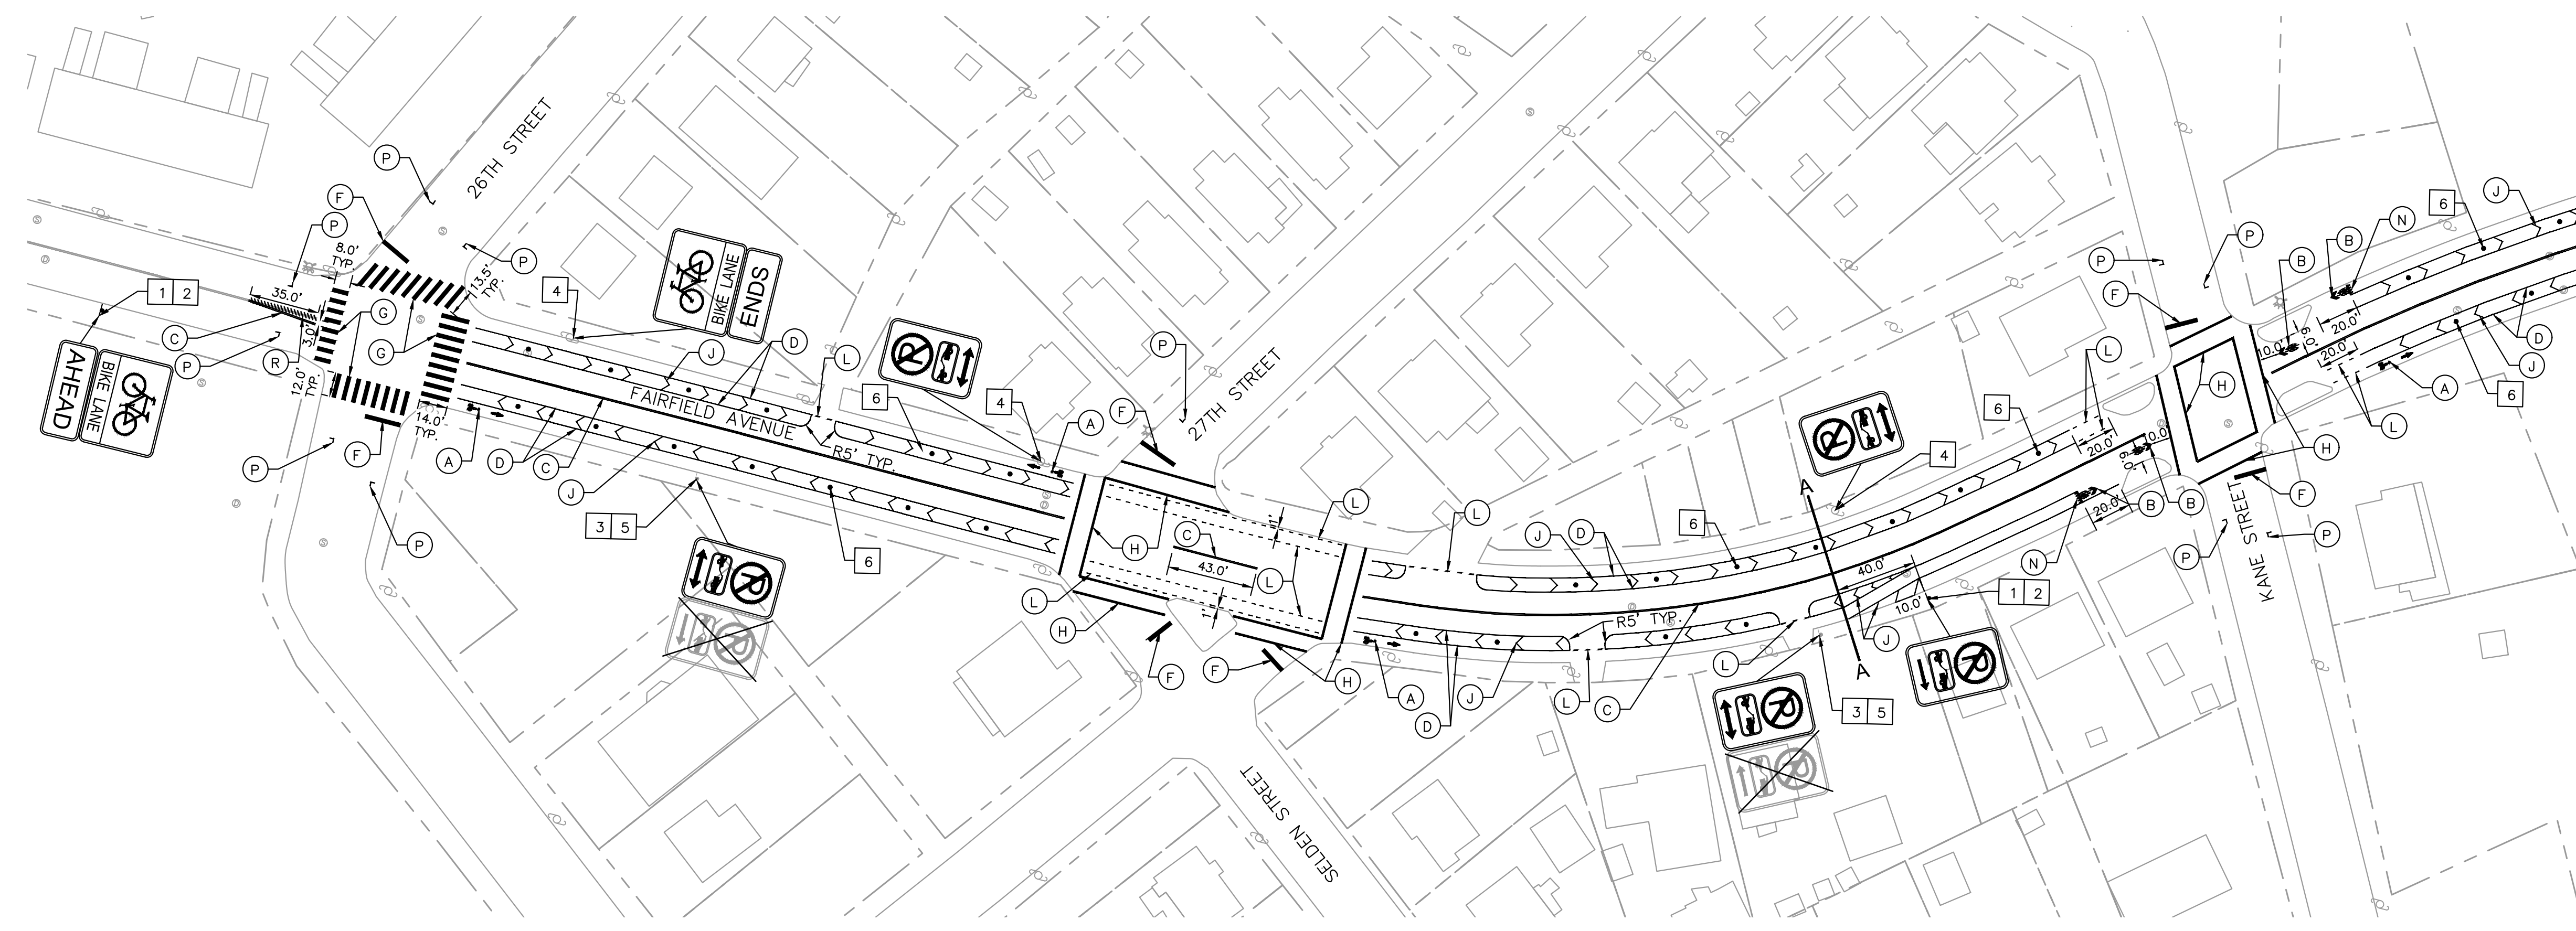 26TH STREET
P
F
P
8.0'
TYP.
P
13.5'
TYP.
1 2
35.0'
C
3.0'
R
P
G
G
12.0'
TYP.
14.0'
TYP.
F
P
P
AHEAD
BIKE LANE
4
BIKE LANE
ENDS
J
D
L
FAIRFIELD AVENUE
R5' TYP.
A
D
C
J
3 5
6
6
P
4
A
F
P
27TH STREET
H
C
43.0'
L
L
L
1'
1'
L
H
F
F
H
SELDEN STREET
L
J
D
6
R5' TYP.
A
D
J
L
C
L
A
A
4
6
L
20.0'
10.0'
6.0'
40.0'
10.0'
J
1 2
3 5
N
20.0'
B
B
P
P
F
H
H
F
P
P
KANE STREET
B
B
N
6
J
10.0'
6.0'
20.0'
20.0'
A
L
D
J
6